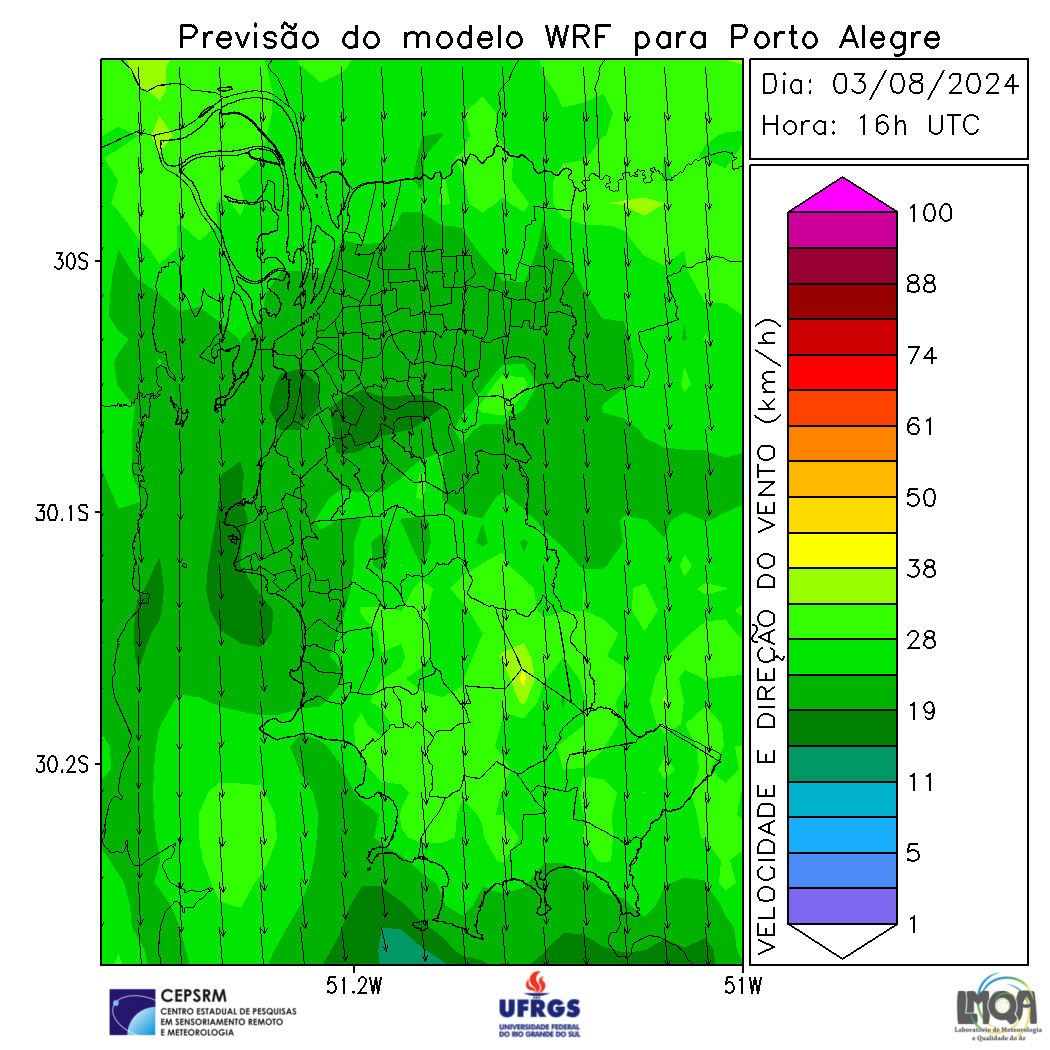 Previsão do modelo WRF para Porto Alegre
Dia: 03/08/2024
Hora: 16h UTC
30S
30.1S
30.2S
51.2W
51W
VELOCIDADE E DIREÇÃO DO VENTO (km/h)
100
88
74
61
50
38
28
19
11
5
1
CEPSRM
CENTRO ESTADUAL DE PESQUISAS
EM SENSORIAMENTO REMOTO
E METEOROLOGIA
UFRGS
UNIVERSIDADE FEDERAL
DO RIO GRANDE DO SUL
LMQA
Laboratório de Meteorologia
e Qualidade do Ar